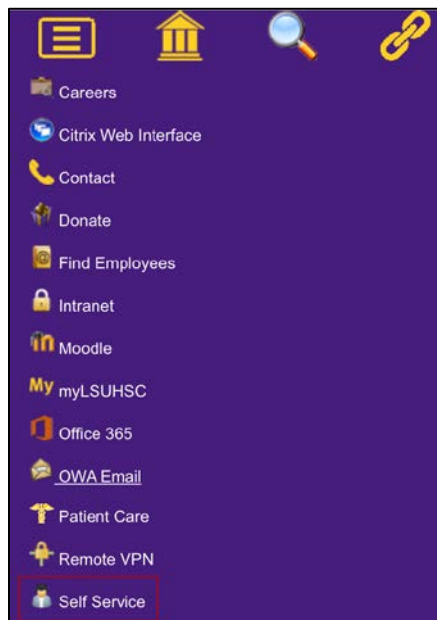 Careers
Citrix Web Interface
Contact
Donate
Find Employees
Intranet
Moodle
My myLSUHSC
Office 365
OWA Email
Patient Care
Remote VPN
Self Service